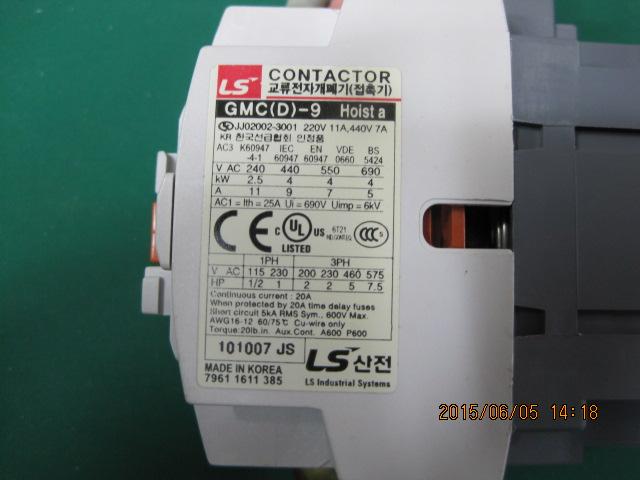 LS CONTACTOR
교류전자개폐기(접촉기)
GMC(D)-9 Hoist a
JJ02002-3001 220V 11A,440V 7A
KR 한국선급협회 인정품
AC3 K60947 IEC EN VDE BS
-4-1 60947 60947 0660 5424
V AC 240 440 550 690
kW 2.5 4 4 4
A 11 9 7 5
AC1 = Ith = 25A Ui = 690V Uimp = 6kV
CE C UL US 6T21 CCC S
IND.CONT.EQ.
LISTED
1PH 3PH
V AC 115 230 200 230 460 575
HP 1/2 1 2 2 5 7.5
Continuous current : 20A
When protected by 20A time delay fuses
Short circuit 5kA RMS Sym., 600V Max.
AWG16-12 60/75℃ Cu-wire only
Torque:20lb.in. Aux.Cont. A600 P600
101007 JS LS 산전
MADE IN KOREA LS Industrial Systems
7961 1611 385
2015/06/05 14:18